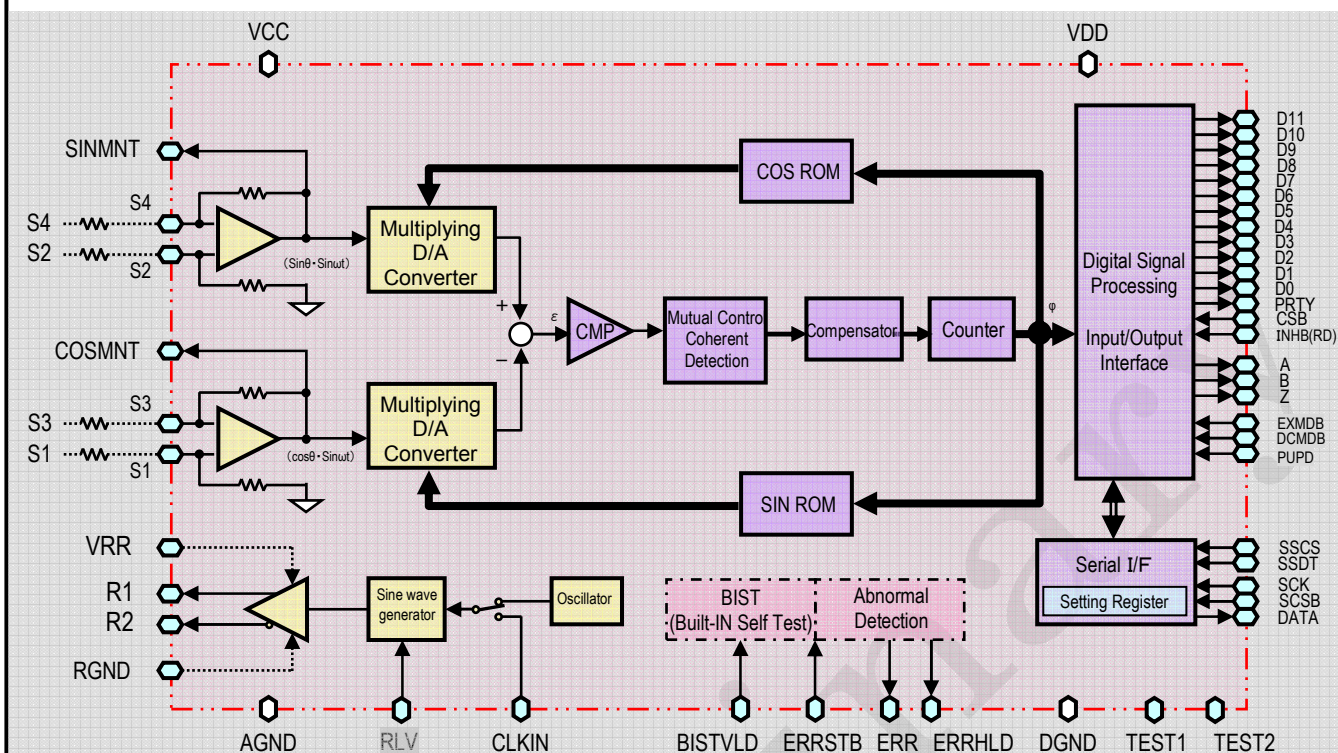 VCC
VDD
SINMNT
S4
S4
S2
S2
(Sinθ・Sinωt)
Multiplying
D/A
Converter
COS ROM
COSMNT
S3
S3
S1
S1
(cosθ・Sinωt)
Multiplying
D/A
Converter
+
−
ε
CMP
Mutual Control
Coherent
Detection
Compensator
Counter
φ
SIN ROM
Digital Signal
Processing
Input/Output
Interface
D11
D10
D9
D8
D7
D6
D5
D4
D3
D2
D1
D0
PRTY
CSB
INHB(RD)
A
B
Z
EXMDB
DCMDB
PUPD
VRR
R1
R2
RGND
Sine wave
generator
Oscillator
BIST
(Built-IN Self Test)
Abnormal
Detection
Serial I/F
Setting Register
SSCS
SSDT
SCK
SCSB
DATA
AGND
RLV
CLKIN
BISTVLD
ERRSTB
ERR
ERRHLD
DGND
TEST1
TEST2